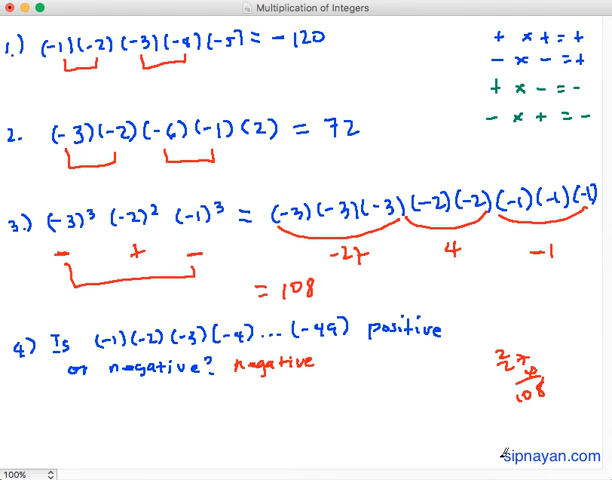 Multiplication of Integers
1.) (-1)(-2)(-3)(-4)(-5) = -120
+ × + = +
- × - = +
+ × - = -
- × + = -
2. (-3)(-2)(-6)(-1)(2) = 72
3.) (-3)³ (-2)² (-1)³ = (-3)(-3)(-3)(-2)(-2)(-1)(-1)(-1)
- + - -27 4 -1
= 108
4) Is (-1)(-2)(-3)(-4)...(-49) positive
or negative? negative
2
27
4
108
sipnayan.com
100%